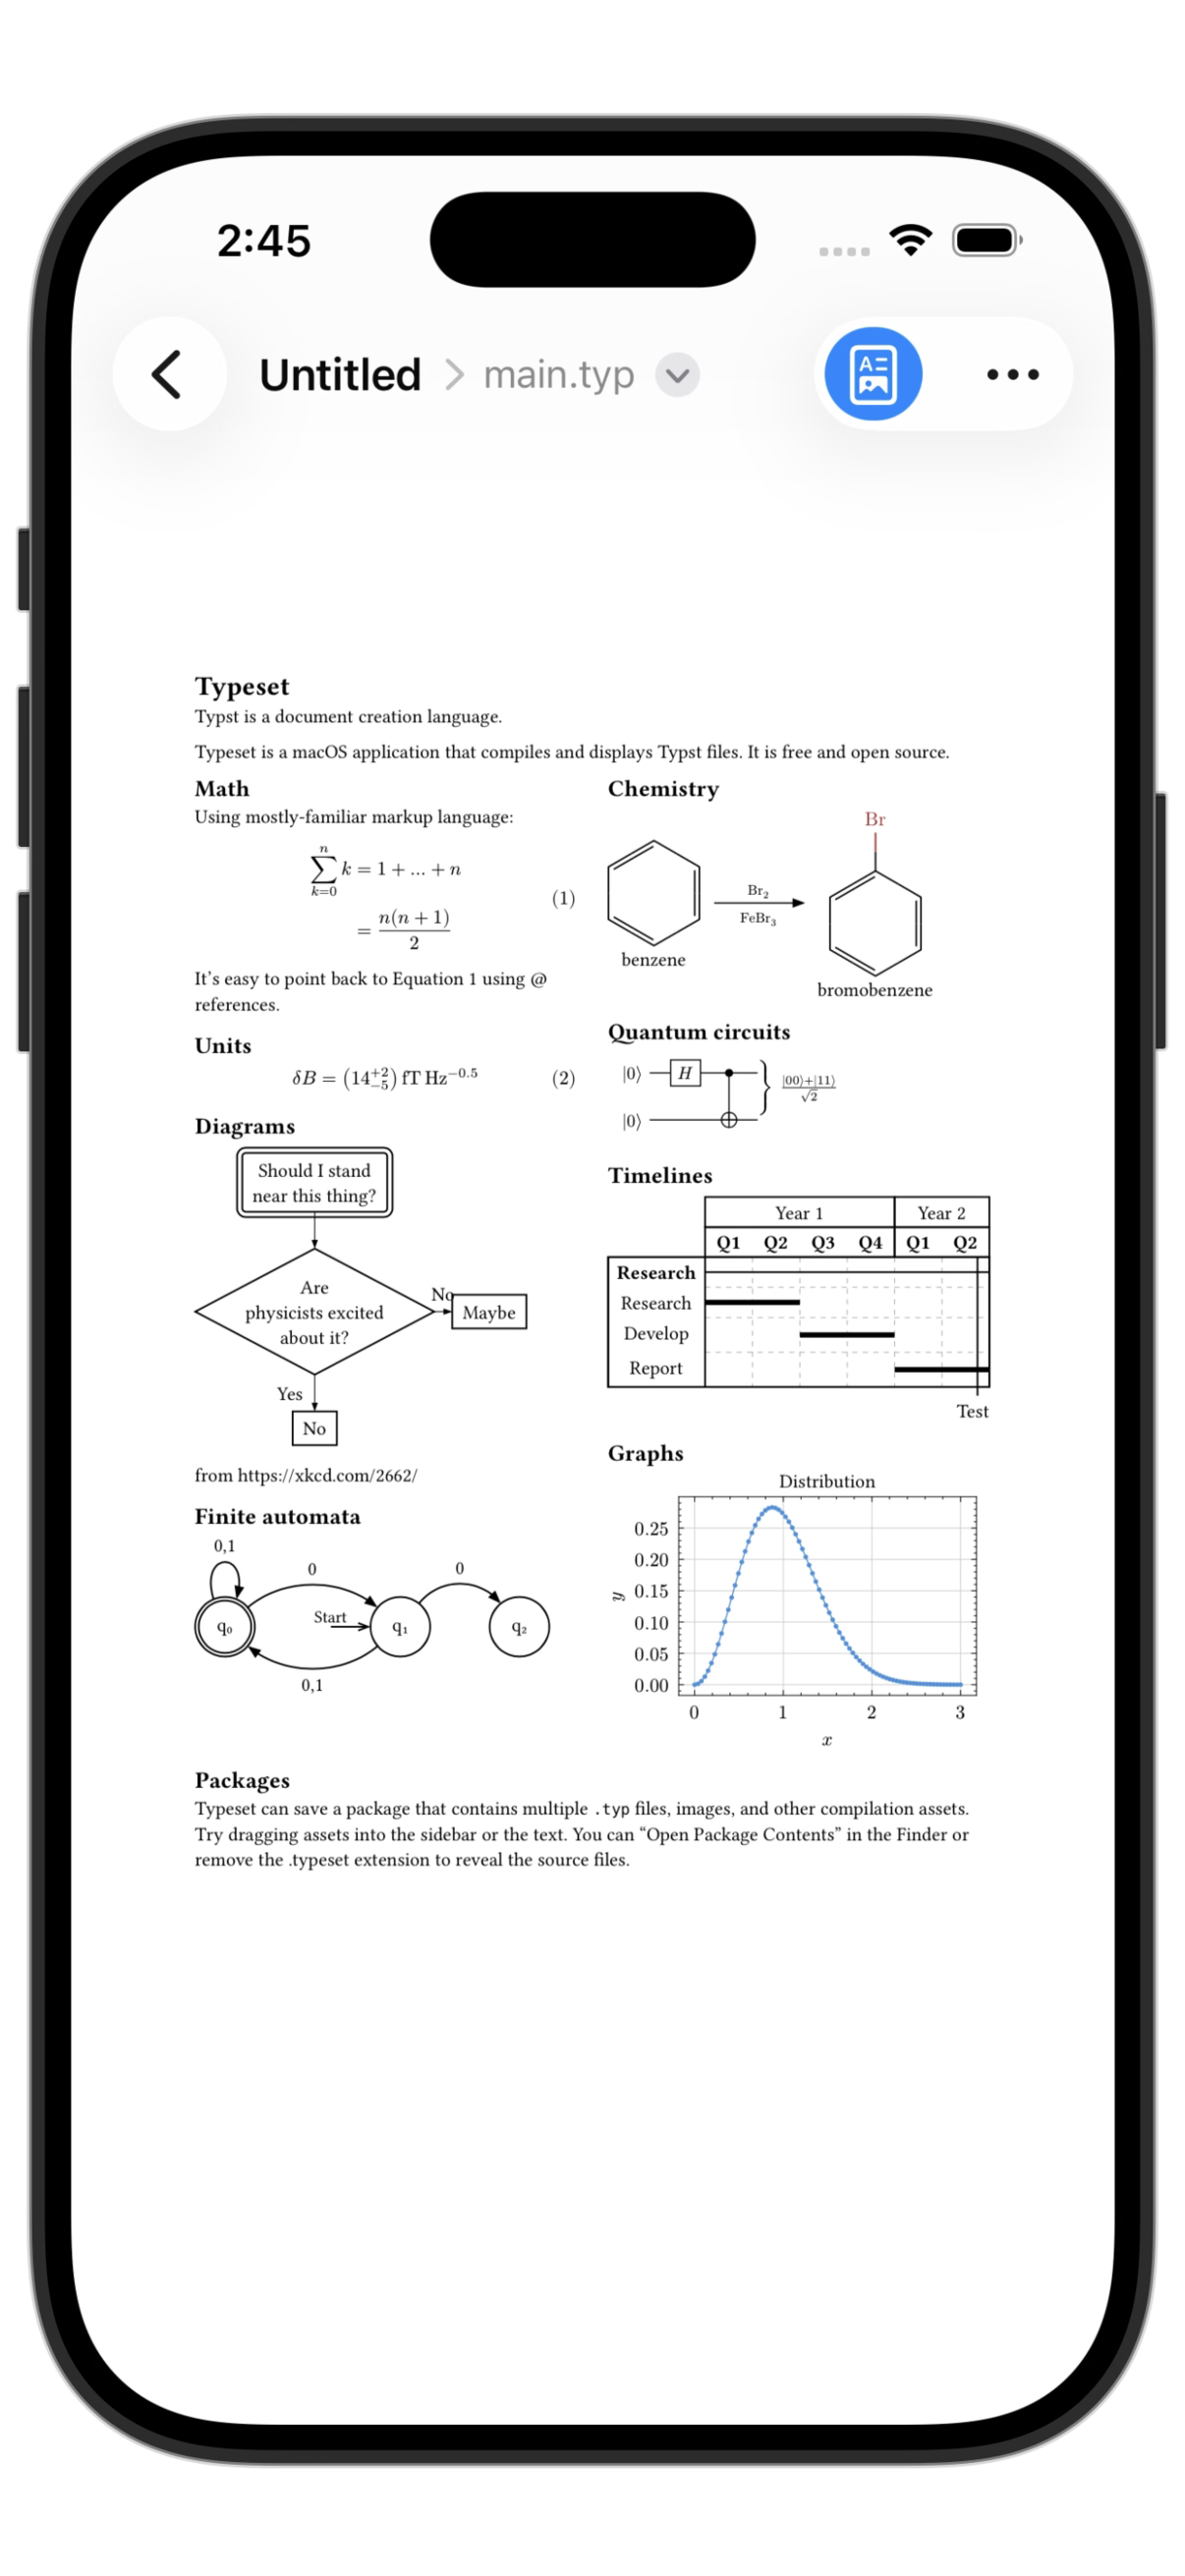 2:45
Untitled > main.typ
Typeset
Typst is a document creation language.
Typeset is a macOS application that compiles and displays Typst files. It is free and open source.
Math
Using mostly-familiar markup language:
n
∑ k = 1 + … + n
k=0
(1)
= n(n + 1)
2
It's easy to point back to Equation 1 using @
references.
Units
δB = (14+2−5) fT Hz−0.5 (2)
Diagrams
Should I stand
near this thing?
Are
physicists excited
about it?
No
Maybe
Yes
No
from https://xkcd.com/2662/
Finite automata
0,1
0
0
Start
q₀
q₁
q₂
0,1
Chemistry
Br
Br₂
FeBr₃
benzene
bromobenzene
Quantum circuits
|0⟩ H
|00⟩+|11⟩
√2
|0⟩
Timelines
Year 1 Year 2
Q1 Q2 Q3 Q4 Q1 Q2
Research
Research
Develop
Report
Test
Graphs
Distribution
0.25
0.20
0.15
0.10
0.05
0.00
y
0 1 2 3
x
Packages
Typeset can save a package that contains multiple .typ files, images, and other compilation assets.
Try dragging assets into the sidebar or the text. You can “Open Package Contents” in the Finder or
remove the .typeset extension to reveal the source files.